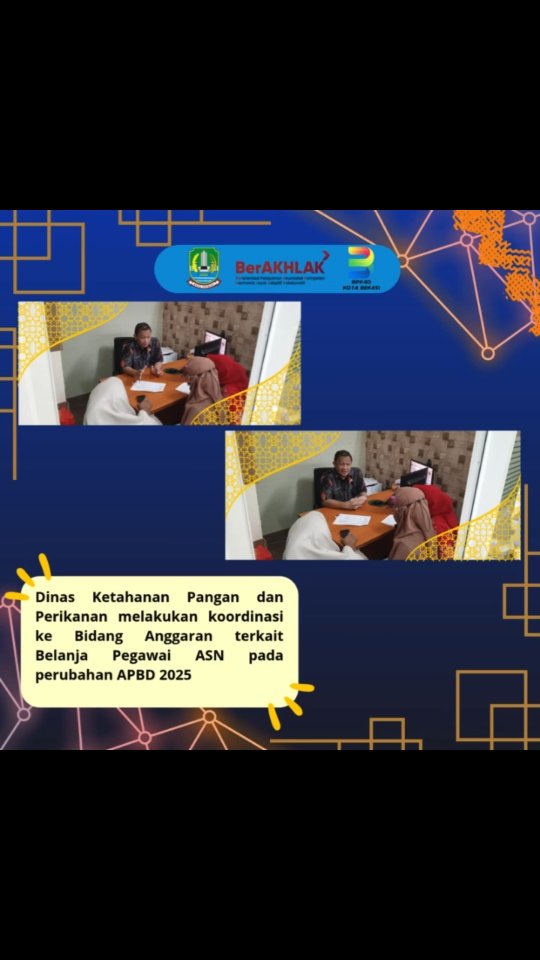 BerAKHLAK
BPKAD
KOTA BEKASI
Dinas Ketahanan Pangan dan
Perikanan melakukan koordinasi
ke Bidang Anggaran terkait
Belanja Pegawai ASN pada
perubahan APBD 2025